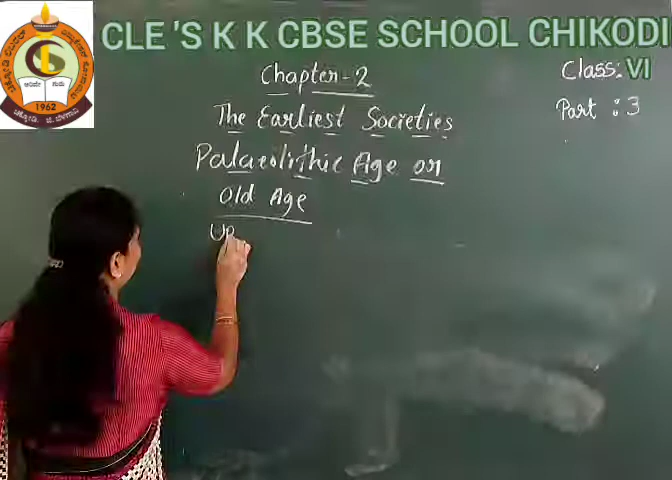 CLE 'S K K CBSE SCHOOL CHIKODI
Chapter-2
Class: VI
Part : 3
The Earliest Societies
Palaeolithic Age or
Old Age
Up
1962